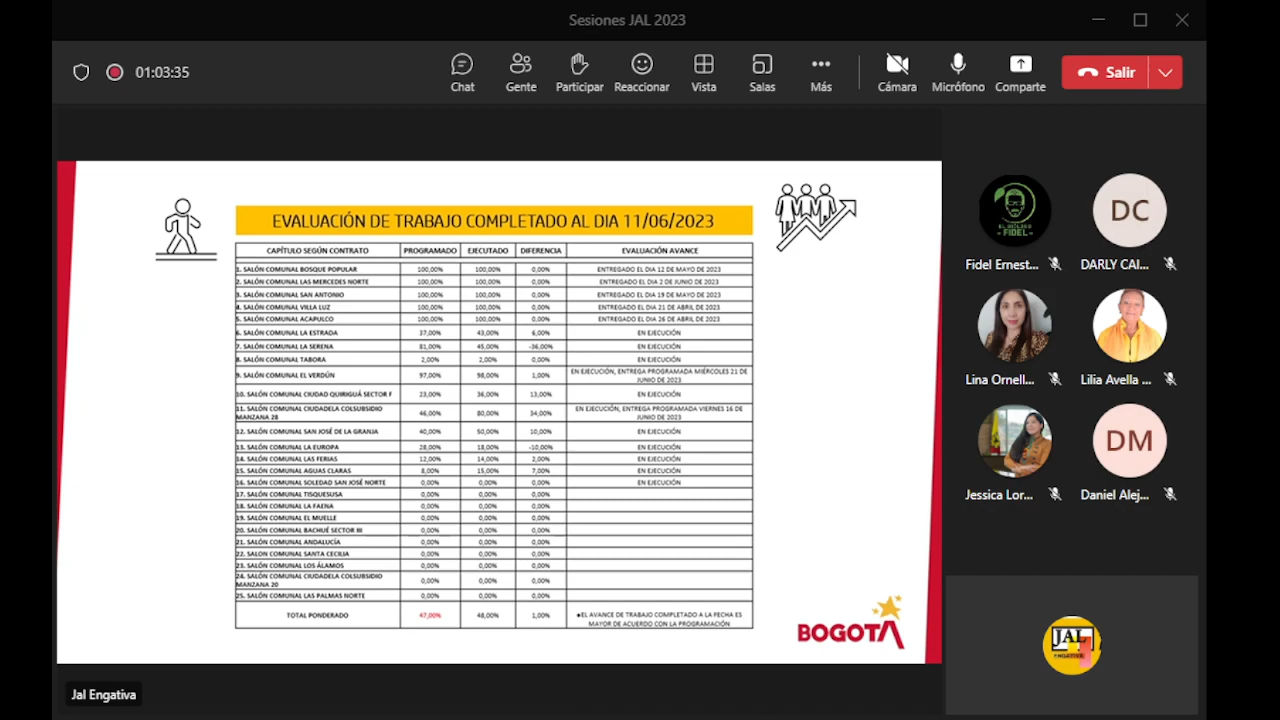 Sesiones JAL 2023
01:03:35
Chat Gente Participar Reaccionar Vista Salas Más Cámara Micrófono Comparte Salir
EVALUACIÓN DE TRABAJO COMPLETADO AL DIA 11/06/2023
CAPÍTULO SEGÚN CONTRATO PROGRAMADO EJECUTADO DIFERENCIA EVALUACIÓN AVANCE
1. SALÓN COMUNAL BOSQUE POPULAR 100,00% 100,00% 0,00% ENTREGADO EL DIA 12 DE MAYO DE 2023
2. SALÓN COMUNAL LAS MERCEDES NORTE 100,00% 100,00% 0,00% ENTREGADO EL DIA 2 DE JUNIO DE 2023
3. SALÓN COMUNAL SAN ANTONIO 100,00% 100,00% 0,00% ENTREGADO EL DIA 19 DE MAYO DE 2023
4. SALÓN COMUNAL VILLA LUZ 100,00% 100,00% 0,00% ENTREGADO EL DIA 21 DE ABRIL DE 2023
5. SALÓN COMUNAL ACAPULCO 100,00% 100,00% 0,00% ENTREGADO EL DIA 26 DE ABRIL DE 2023
6. SALÓN COMUNAL LA ESTRADA 37,00% 43,00% 6,00% EN EJECUCIÓN
7. SALÓN COMUNAL LA SERENA 81,00% 45,00% -36,00% EN EJECUCIÓN
8. SALÓN COMUNAL TABORA 2,00% 2,00% 0,00% EN EJECUCIÓN
9. SALÓN COMUNAL EL VERDÚN 97,00% 98,00% 1,00% EN EJECUCIÓN, ENTREGA PROGRAMADA MIÉRCOLES 21 DE
JUNIO DE 2023
10. SALÓN COMUNAL CIUDAD QUIRIGUÁ SECTOR F 23,00% 36,00% 13,00% EN EJECUCIÓN
11. SALÓN COMUNAL CIUDADELA COLSUBSIDIO
MANZANA 28 46,00% 80,00% 34,00% EN EJECUCIÓN, ENTREGA PROGRAMADA VIERNES 16 DE
JUNIO DE 2023
12. SALÓN COMUNAL SAN JOSÉ DE LA GRANJA 40,00% 50,00% 10,00% EN EJECUCIÓN
13. SALÓN COMUNAL LA EUROPA 28,00% 18,00% -10,00% EN EJECUCIÓN
14. SALÓN COMUNAL LAS FERIAS 12,00% 14,00% 2,00% EN EJECUCIÓN
15. SALÓN COMUNAL AGUAS CLARAS 8,00% 15,00% 7,00% EN EJECUCIÓN
16. SALÓN COMUNAL SOLEDAD SAN JOSÉ NORTE 0,00% 0,00% 0,00% EN EJECUCIÓN
17. SALÓN COMUNAL TISQUESUSA 0,00% 0,00% 0,00%
18. SALÓN COMUNAL LA FAENA 0,00% 0,00% 0,00%
19. SALÓN COMUNAL EL MUELLE 0,00% 0,00% 0,00%
20. SALÓN COMUNAL BACHUÉ SECTOR III 0,00% 0,00% 0,00%
21. SALÓN COMUNAL ANDALUCÍA 0,00% 0,00% 0,00%
22. SALÓN COMUNAL SANTA CECILIA 0,00% 0,00% 0,00%
23. SALÓN COMUNAL LOS ÁLAMOS 0,00% 0,00% 0,00%
24. SALÓN COMUNAL CIUDADELA COLSUBSIDIO
MANZANA 20 0,00% 0,00% 0,00%
25. SALÓN COMUNAL LAS PALMAS NORTE 0,00% 0,00% 0,00%
TOTAL PONDERADO 47,00% 48,00% 1,00% ♦EL AVANCE DE TRABAJO COMPLETADO A LA FECHA ES
MAYOR DE ACUERDO CON LA PROGRAMACIÓN
BOGOTÁ
Jal Engativa
EL BIÓLOGO
FIDEL
DC
Fidel Ernest... DARLY CAI...
Lina Ornell... Lilia Avella ...
DM
Jessica Lor... Daniel Alej...
JAL
ENGATIVÁ